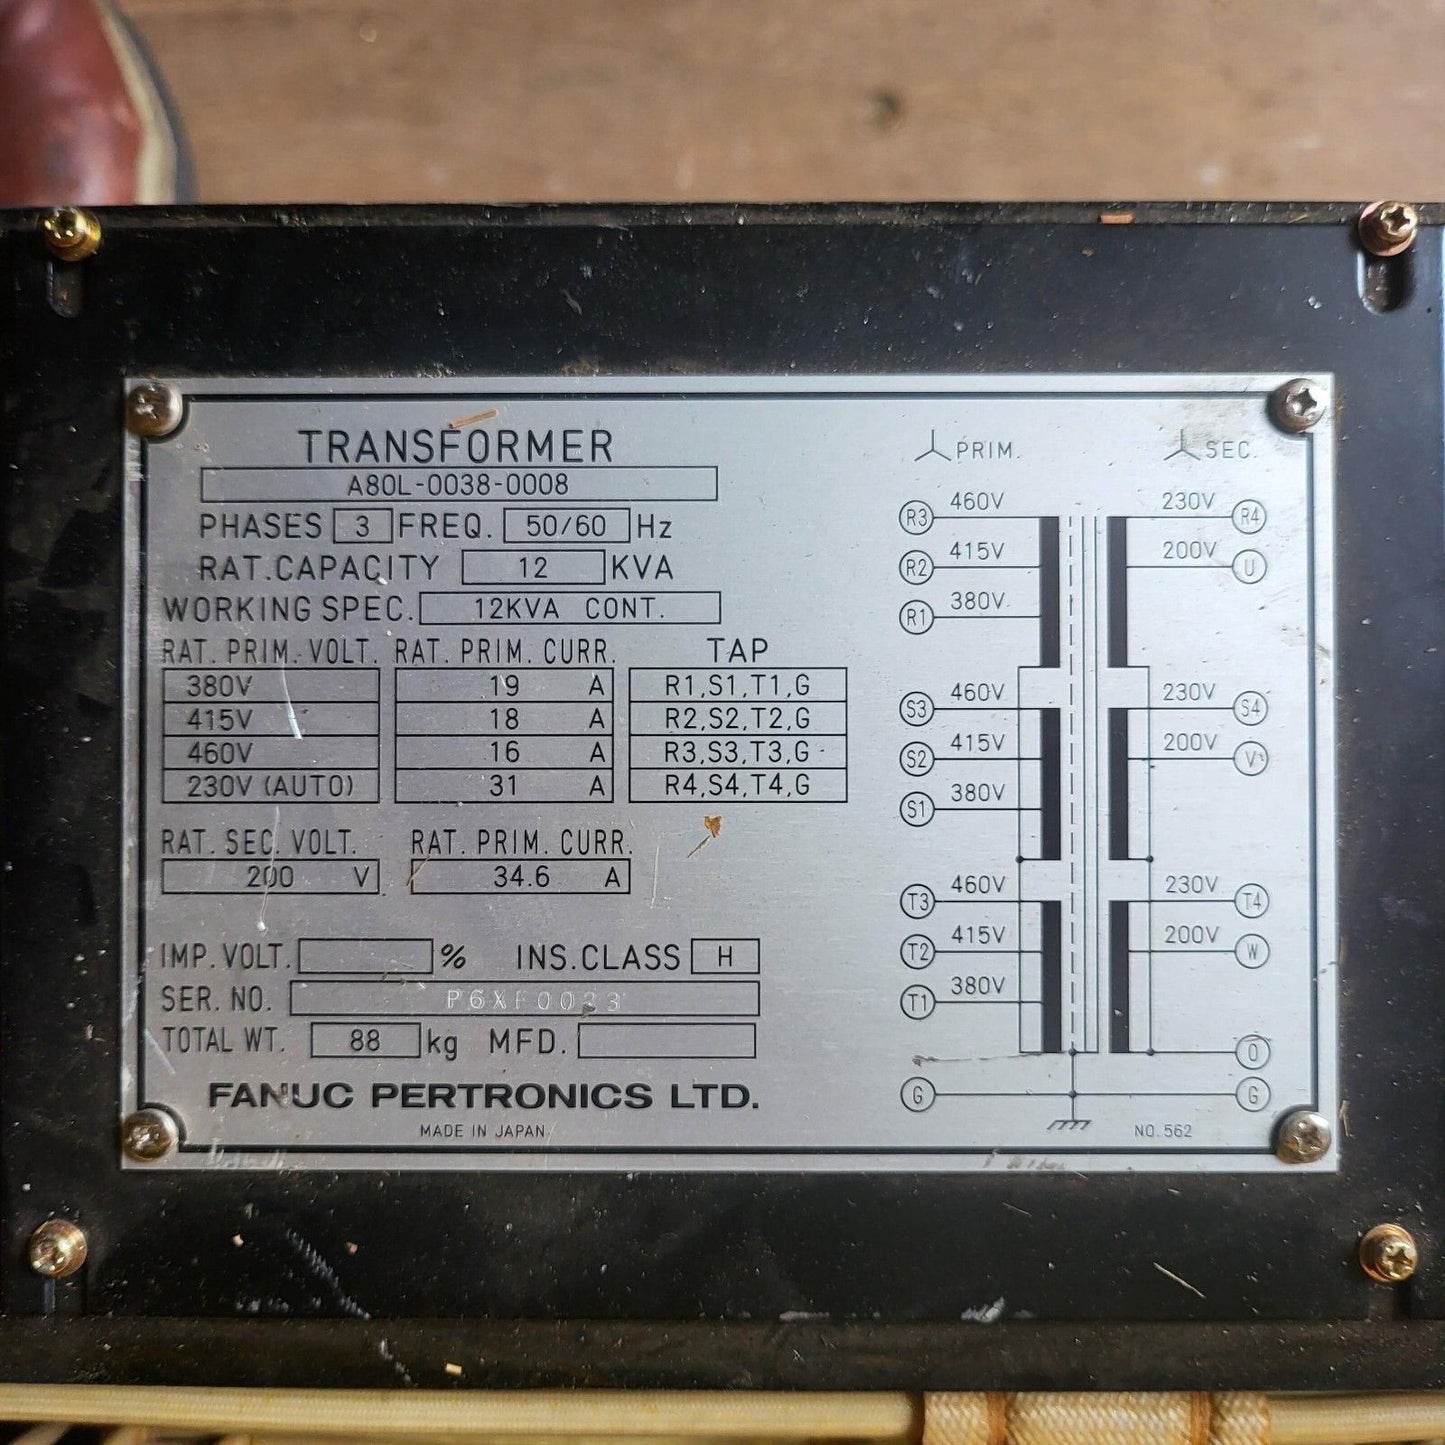 TRANSFORMER
A80L-0038-0008
PHASES 3 FREQ. 50/60 Hz
RAT.CAPACITY 12 KVA
WORKING SPEC. 12KVA CONT.
RAT. PRIM. VOLT. RAT. PRIM. CURR. TAP
380V 19 A R1,S1,T1,G
415V 18 A R2,S2,T2,G
460V 16 A R3,S3,T3,G
230V (AUTO) 31 A R4,S4,T4,G
RAT. SEC. VOLT. RAT. PRIM. CURR.
200 V 34.6 A
IMP. VOLT. % INS.CLASS H
SER. NO.
TOTAL WT. 88 kg MFD.
FANUC PERTRONICS LTD.
MADE IN JAPAN
PRIM. SEC.
R3 460V 230V R4
R2 415V 200V U
R1 380V
S3 460V 230V S4
S2 415V 200V V
S1 380V
T3 460V 230V T4
T2 415V 200V W
T1 380V
O
G G
NO. 562